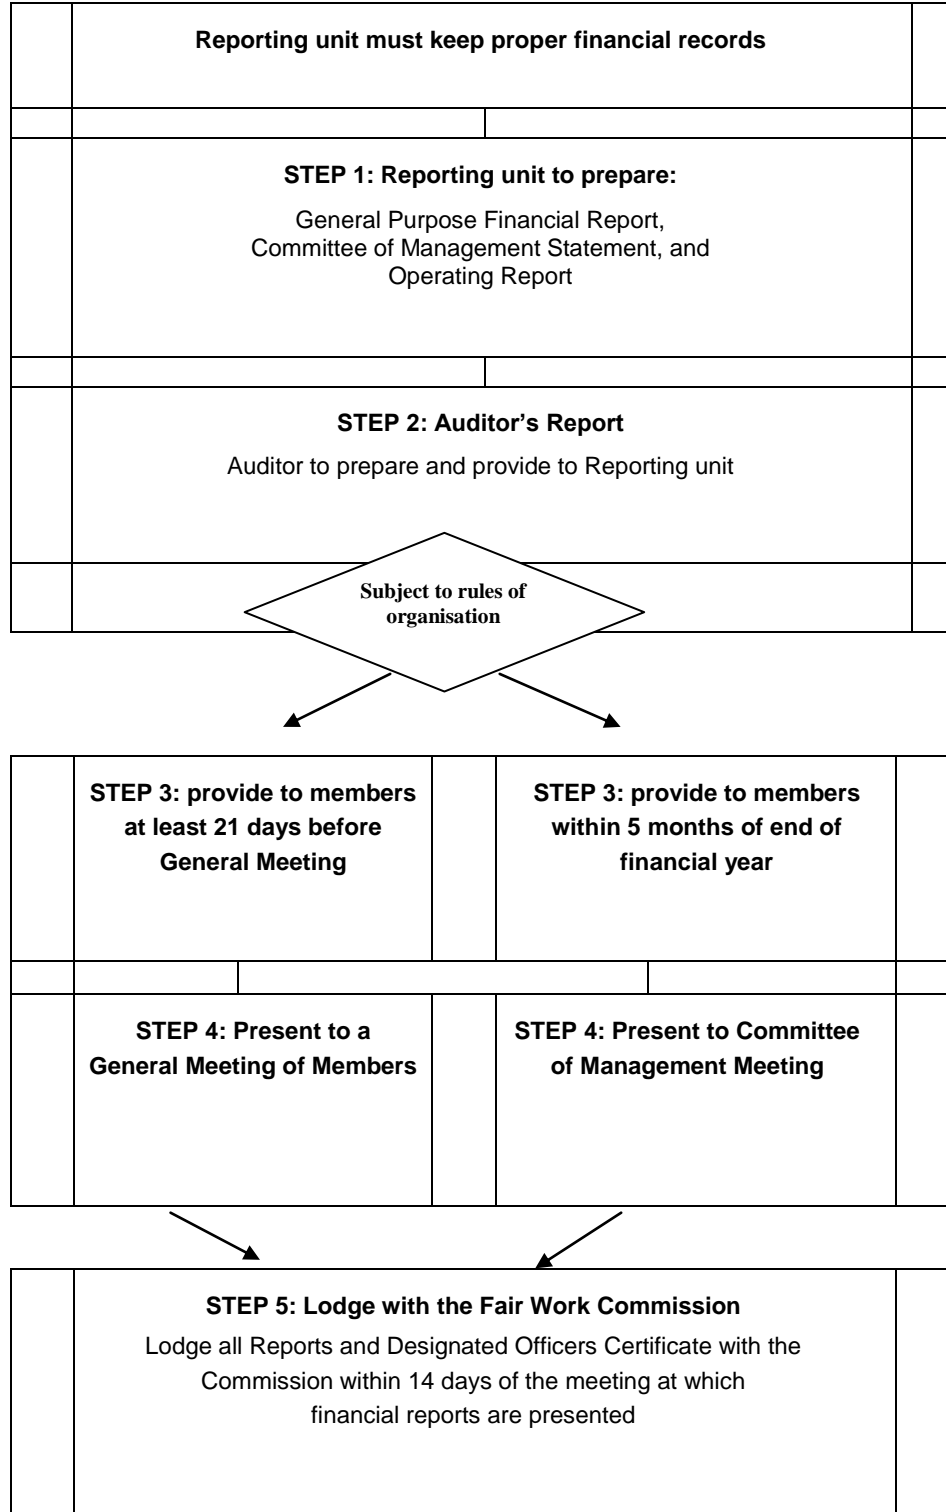 Reporting unit must keep proper financial records
STEP 1: Reporting unit to prepare:
General Purpose Financial Report,
Committee of Management Statement, and
Operating Report
STEP 2: Auditor’s Report
Auditor to prepare and provide to Reporting unit
Subject to rules of
organisation
STEP 3: provide to members
at least 21 days before
General Meeting
STEP 3: provide to members
within 5 months of end of
financial year
STEP 4: Present to a
General Meeting of Members
STEP 4: Present to Committee
of Management Meeting
STEP 5: Lodge with the Fair Work Commission
Lodge all Reports and Designated Officers Certificate with the
Commission within 14 days of the meeting at which
financial reports are presented